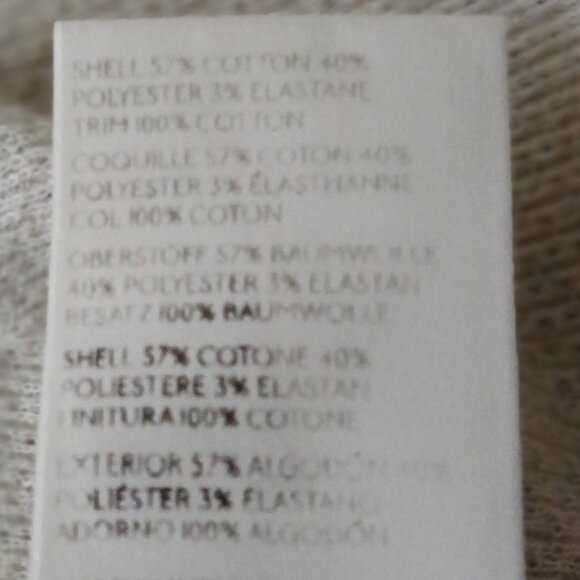 SHELL 57% COTTON 40%
POLYESTER 3% ELASTANE
TRIM 100% COTTON
COQUILLE 57% COTON 40%
POLYESTER 3% ÉLASTHANNE
COL 100% COTON
OBERSTOFF 57% BAUMWOLLE
40% POLYESTER 3% ELASTAN
BESATZ 100% BAUMWOLLE
SHELL 57% COTONE 40%
POLIESTERE 3% ELASTAN
FINITURA 100% COTONE
EXTERIOR 57% ALGODÓN 40%
POLIÉSTER 3% ELASTANO
ADORNO 100% ALGODÓN